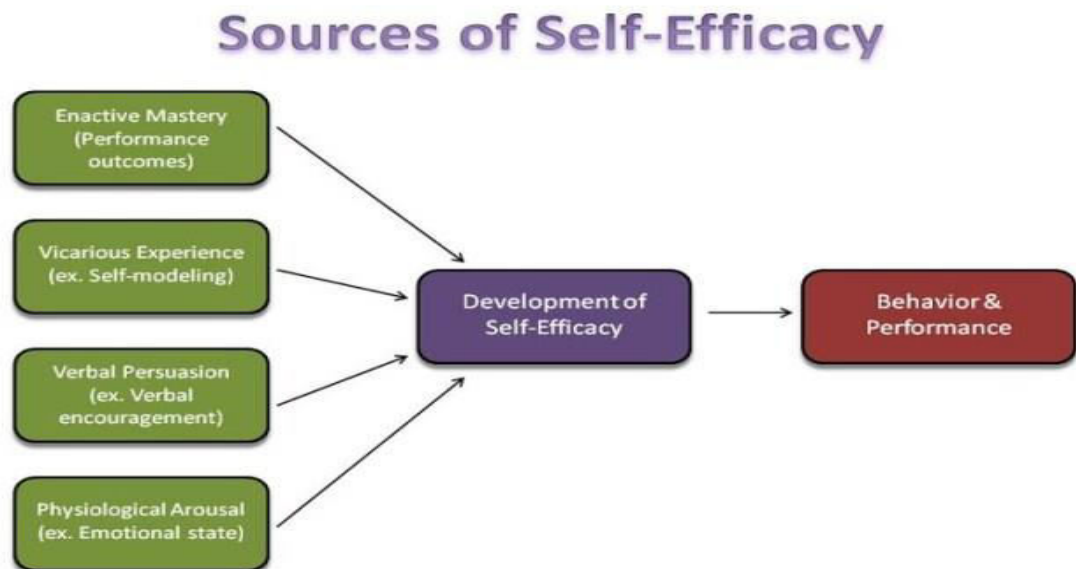 Sources of Self-Efficacy
Enactive Mastery
(Performance
outcomes)
Vicarious Experience
(ex. Self-modeling)
Verbal Persuasion
(ex. Verbal
encouragement)
Physiological Arousal
(ex. Emotional state)
Development of
Self-Efficacy
Behavior &
Performance